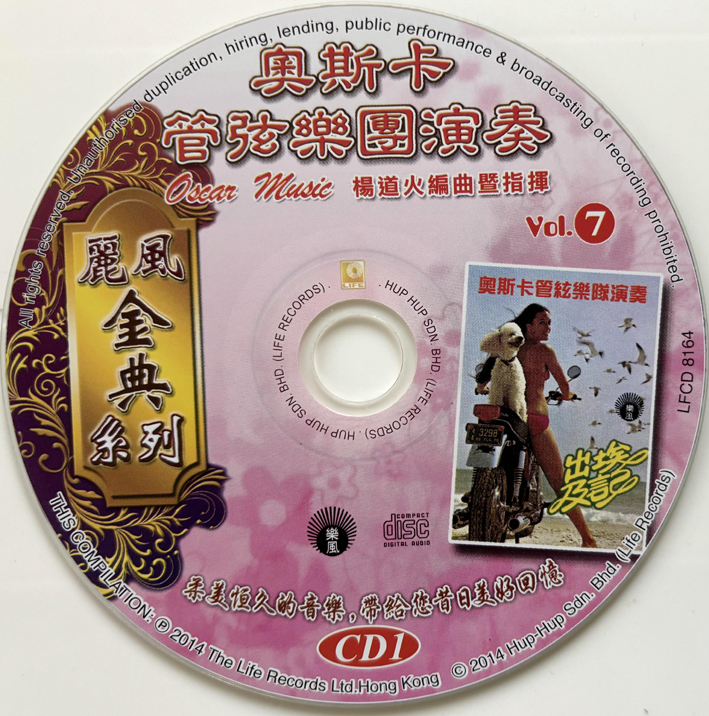 All rights reserved. Unauthorised duplication, hiring, lending, public performance & broadcasting of recording prohibited.
奧斯卡
管弦樂團演奏
Oscar Music 楊道火編曲暨指揮
Vol. 7
麗風
金典
系列
LIFE
. HUP HUP SDN. BHD. (LIFE RECORDS) . HUP HUP SDN. BHD. (LIFE RECORDS) .
奧斯卡管絃樂隊演奏
樂風
3298
出埃
及記
LFCD 8164
樂風
COMPACT
disc
DIGITAL AUDIO
柔美恒久的音樂，帶給您昔日美好回憶
CD1
THIS COMPILATION: ℗ 2014 The Life Records Ltd.Hong Kong © 2014 Hup-Hup Sdn. Bhd. (Life Records)